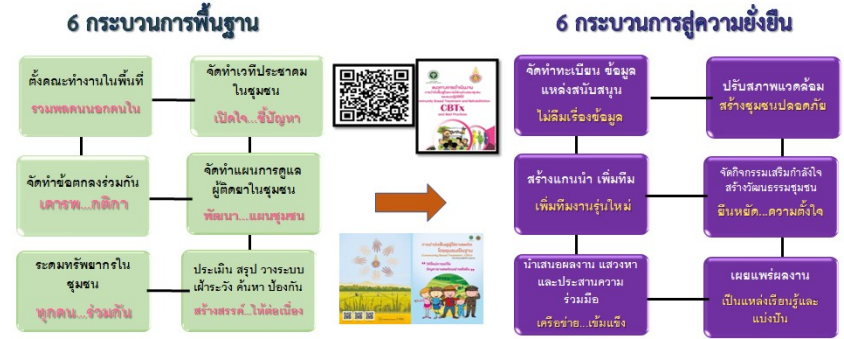 6 กระบวนการพื้นฐาน
ตั้งคณะทำงานในพื้นที่
รวมพลคนนอกคนใน
จัดทำเวทีประชาคม
ในชุมชน
เปิดใจ...ชี้ปัญหา
จัดทำข้อตกลงร่วมกัน
เคารพ...กติกา
จัดทำแผนการดูแล
ผู้ติดยาในชุมชน
พัฒนา...แผนชุมชน
ระดมทรัพยากรใน
ชุมชน
ทุกคน...ร่วมกัน
ประเมิน สรุป วางระบบ
เฝ้าระวัง ค้นหา ป้องกัน
สร้างสรรค์...ให้ต่อเนื่อง
CBTx
6 กระบวนการสู่ความยั่งยืน
จัดทำทะเบียน ข้อมูล
แหล่งสนับสนุน
ไม่ลืมเรื่องข้อมูล
ปรับสภาพแวดล้อม
สร้างชุมชนปลอดภัย
สร้างแกนนำ เพิ่มทีม
เพิ่มทีมงานรุ่นใหม่
จัดกิจกรรมเสริมกำลังใจ
สร้างวัฒนธรรมชุมชน
ยืนหยัด...ความตั้งใจ
นำเสนอผลงาน แสวงหา
และประสานความ
ร่วมมือ
เครือข่าย...เข้มแข็ง
เผยแพร่ผลงาน
เป็นแหล่งเรียนรู้และ
แบ่งปัน